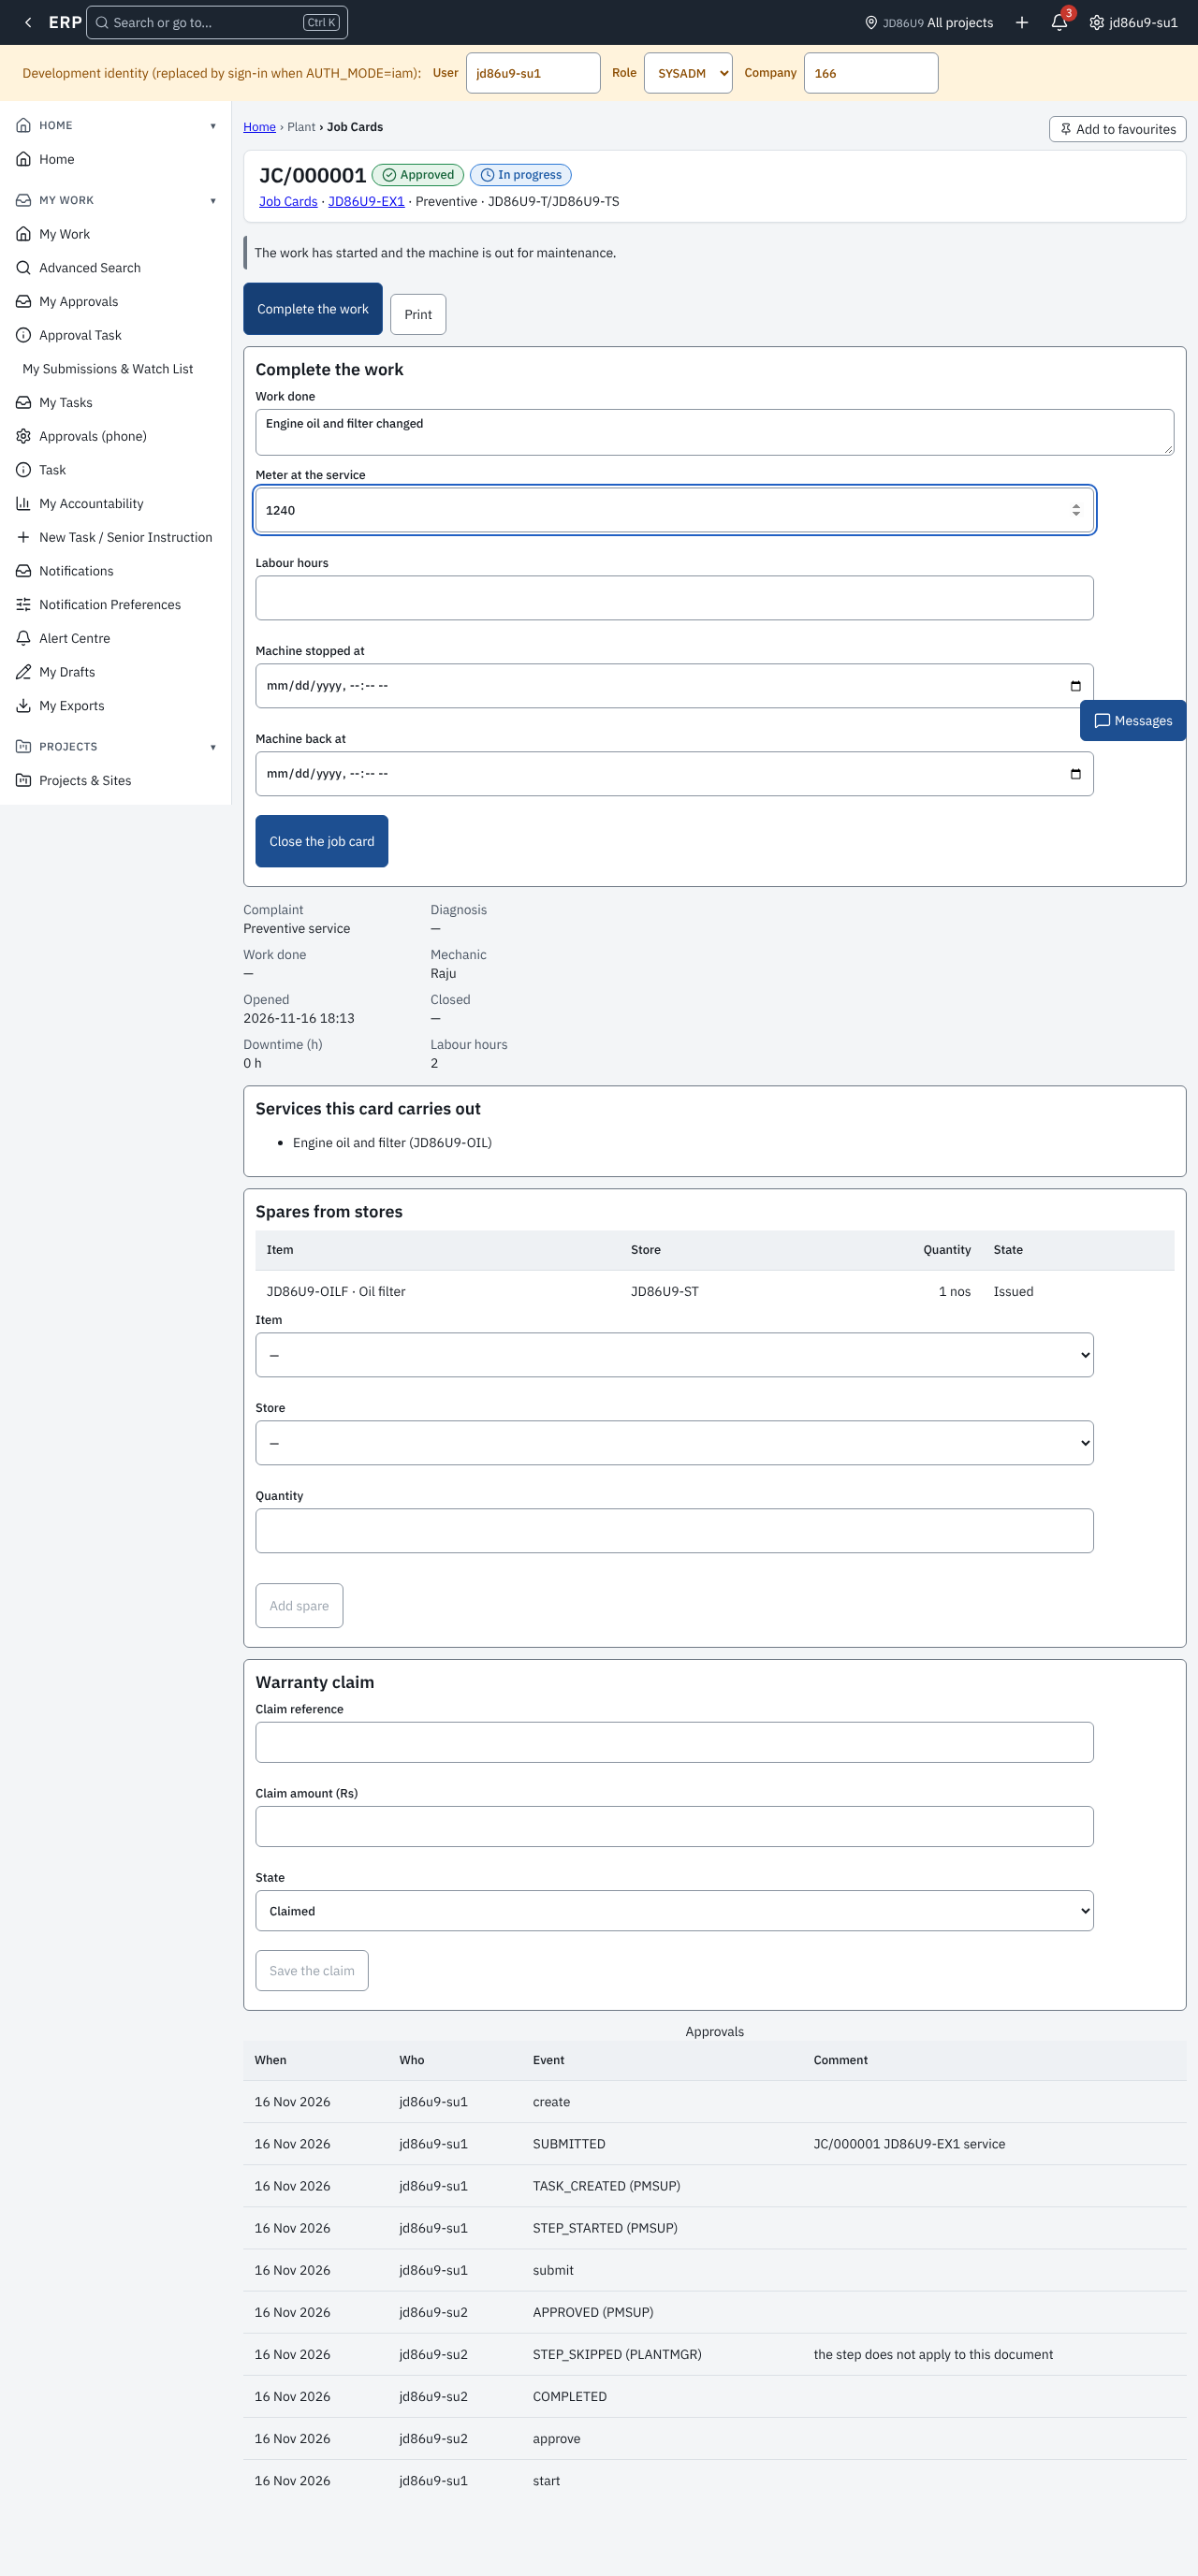 ERP
Search or go to...
Ctrl K
JD86U9 All projects
3
jd86u9-su1
Development identity (replaced by sign-in when AUTH_MODE=iam):
User
jd86u9-su1
Role
SYSADM
Company
166
HOME
Home
MY WORK
My Work
Advanced Search
My Approvals
Approval Task
My Submissions & Watch List
My Tasks
Approvals (phone)
Task
My Accountability
New Task / Senior Instruction
Notifications
Notification Preferences
Alert Centre
My Drafts
My Exports
PROJECTS
Projects & Sites
Home › Plant › Job Cards
Add to favourites
JC/000001
Approved
In progress
Job Cards · JD86U9-EX1 · Preventive · JD86U9-T/JD86U9-TS
The work has started and the machine is out for maintenance.
Complete the work
Print
Complete the work
Work done
Engine oil and filter changed
Meter at the service
1240
Labour hours
Machine stopped at
mm/dd/yyyy, --:-- --
Messages
Machine back at
mm/dd/yyyy, --:-- --
Close the job card
Complaint
Preventive service
Diagnosis
—
Work done
—
Mechanic
Raju
Opened
2026-11-16 18:13
Closed
—
Downtime (h)
0 h
Labour hours
2
Services this card carries out
Engine oil and filter (JD86U9-OIL)
Spares from stores
Item Store Quantity State
JD86U9-OILF · Oil filter JD86U9-ST 1 nos Issued
Item
—
Store
—
Quantity
Add spare
Warranty claim
Claim reference
Claim amount (Rs)
State
Claimed
Save the claim
Approvals
When Who Event Comment
16 Nov 2026 jd86u9-su1 create
16 Nov 2026 jd86u9-su1 SUBMITTED JC/000001 JD86U9-EX1 service
16 Nov 2026 jd86u9-su1 TASK_CREATED (PMSUP)
16 Nov 2026 jd86u9-su1 STEP_STARTED (PMSUP)
16 Nov 2026 jd86u9-su1 submit
16 Nov 2026 jd86u9-su2 APPROVED (PMSUP)
16 Nov 2026 jd86u9-su2 STEP_SKIPPED (PLANTMGR) the step does not apply to this document
16 Nov 2026 jd86u9-su2 COMPLETED
16 Nov 2026 jd86u9-su2 approve
16 Nov 2026 jd86u9-su1 start